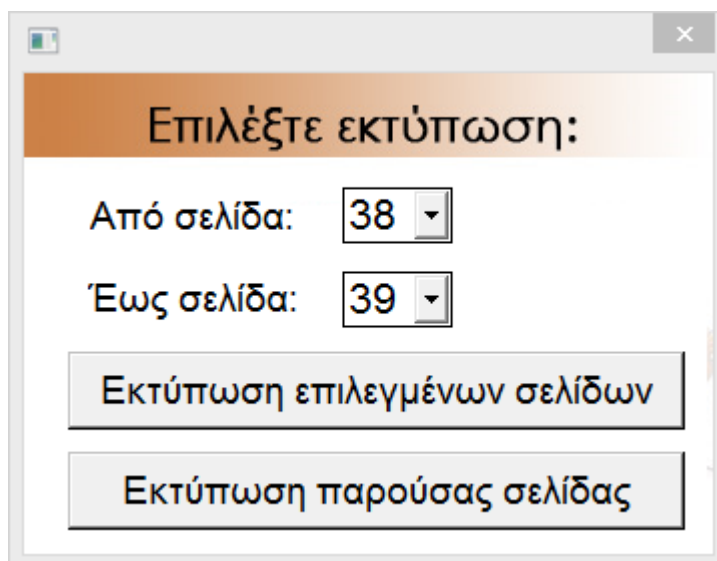 Επιλέξτε εκτύπωση:
Από σελίδα: 38
Έως σελίδα: 39
Εκτύπωση επιλεγμένων σελίδων
Εκτύπωση παρούσας σελίδας